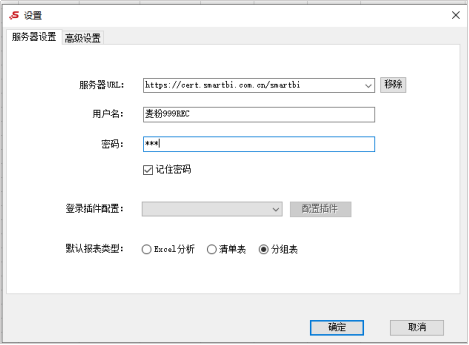 设置
服务器设置 高级设置
服务器URL: https://cert.smartbi.com.cn/smartbi 移除
用户名: 麦粉999REC
密码: ***
记住密码
登录插件配置: 配置插件
默认报表类型: Excel分析 清单表 分组表
确定 取消